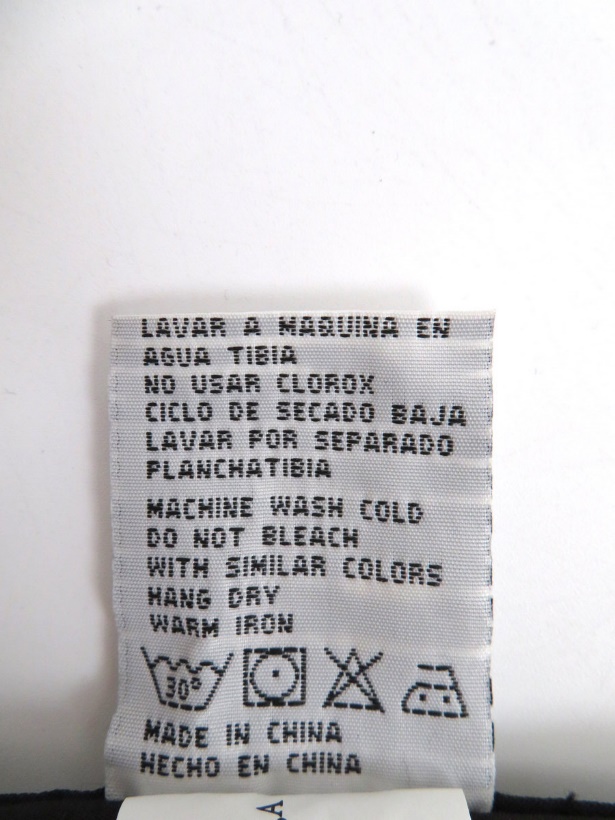 LAVAR A MAQUINA EN
AGUA TIBIA
NO USAR CLOROX
CICLO DE SECADO BAJA
LAVAR POR SEPARADO
PLANCHATIBIA
MACHINE WASH COLD
DO NOT BLEACH
WITH SIMILAR COLORS
HANG DRY
WARM IRON
30°
MADE IN CHINA
HECHO EN CHINA